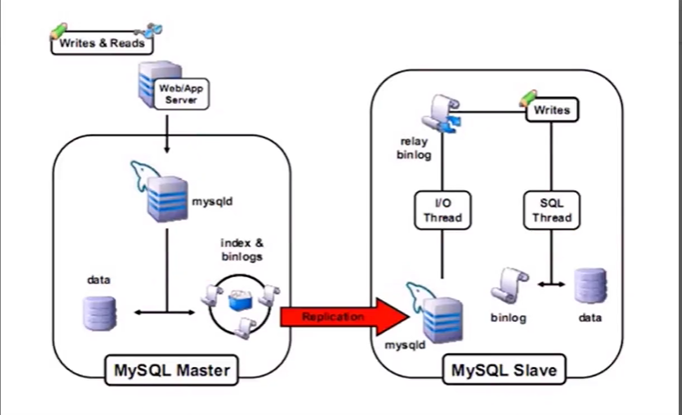 Writes & Reads
Web/App
Server
mysqld
index &
binlogs
data
MySQL Master
Replication
relay
binlog
Writes
I/O
Thread
SQL
Thread
mysqld
binlog
data
MySQL Slave